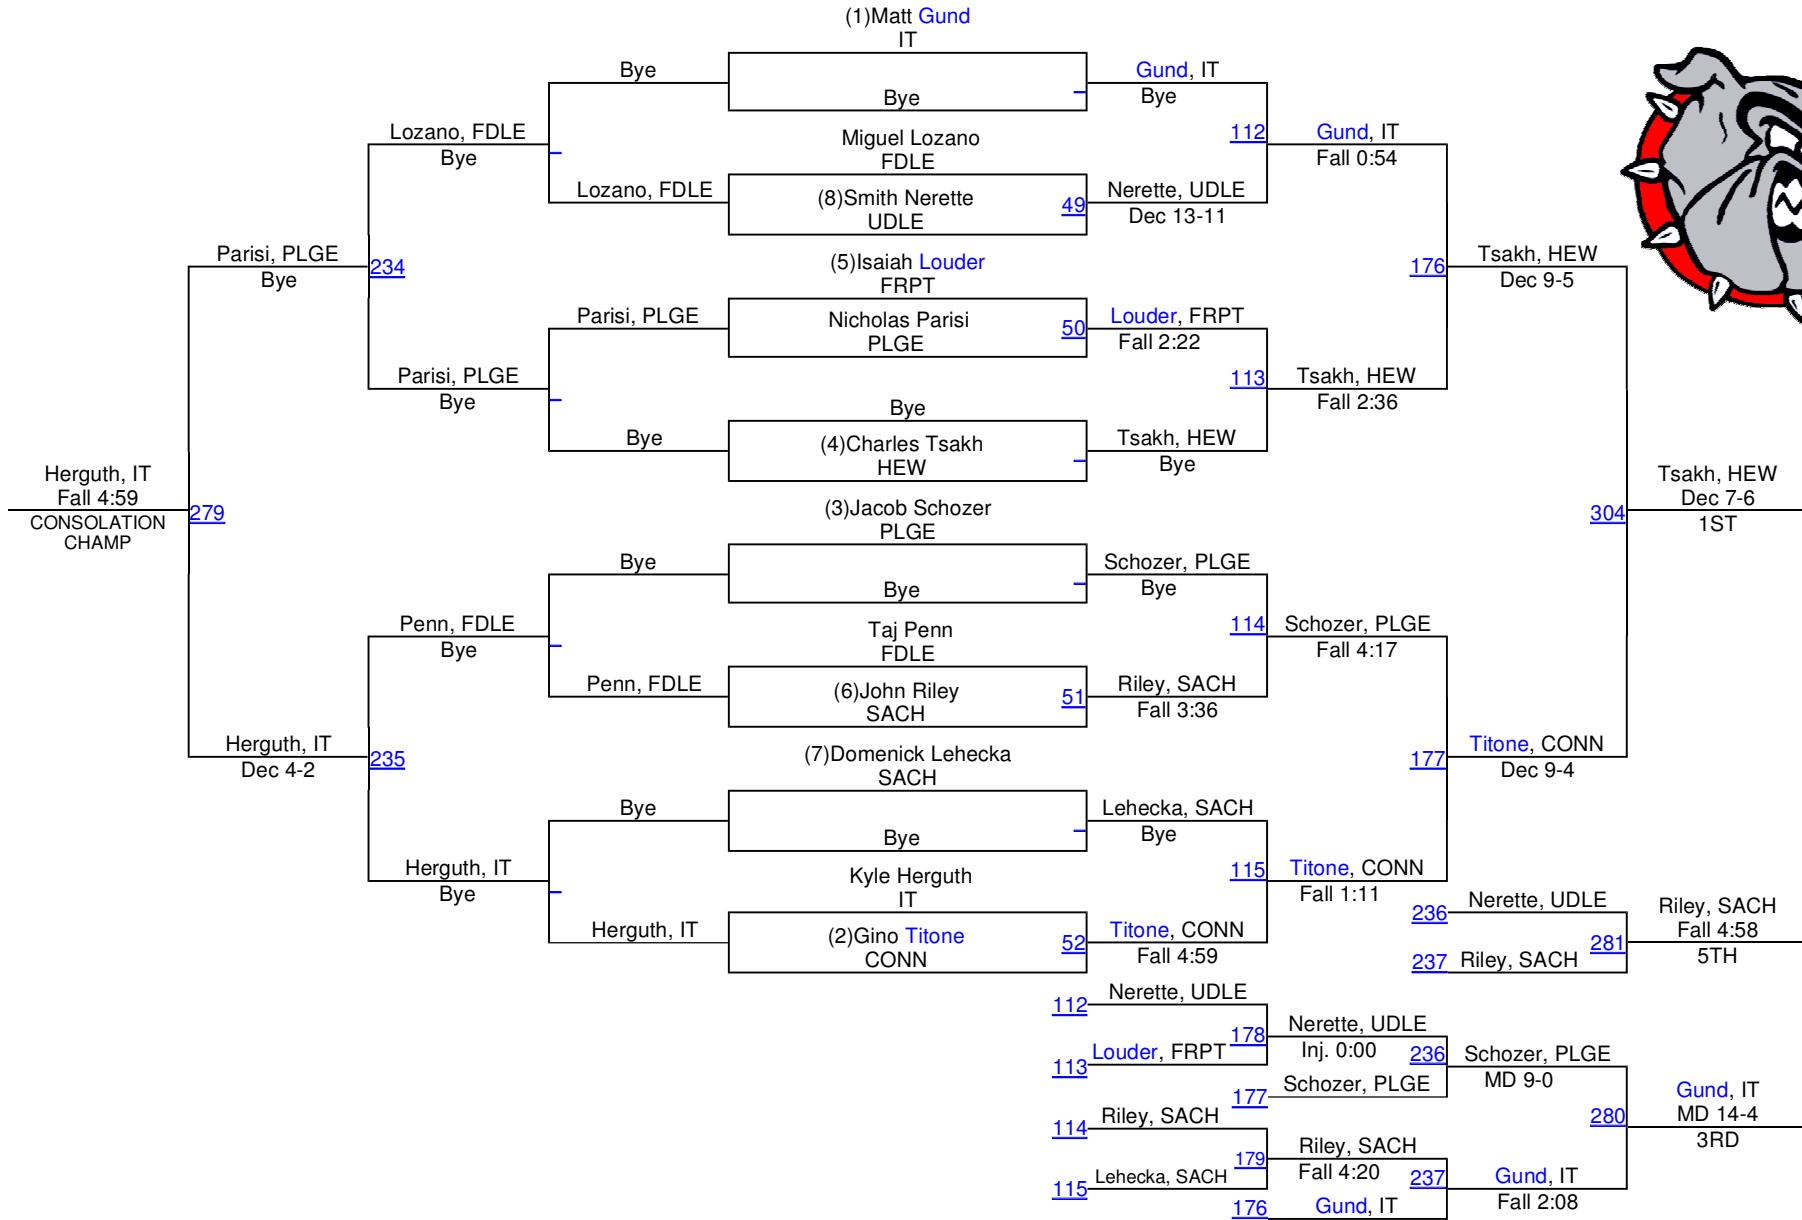 (1)Matt Gund
IT
Bye
Bye
Gund, IT
Bye
Lozano, FDLE
Bye
Miguel Lozano
FDLE
112
Gund, IT
Fall 0:54
Lozano, FDLE
(8)Smith Nerette
UDLE
49
Nerette, UDLE
Dec 13-11
Parisi, PLGE
Bye
234
(5)Isaiah Louder
FRPT
176
Tsakh, HEW
Dec 9-5
Parisi, PLGE
Nicholas Parisi
PLGE
50
Louder, FRPT
Fall 2:22
Parisi, PLGE
Bye
113
Tsakh, HEW
Fall 2:36
Bye
Bye
(4)Charles Tsakh
HEW
Tsakh, HEW
Bye
Herguth, IT
Fall 4:59
CONSOLATION
CHAMP
279
(3)Jacob Schozer
PLGE
304
Tsakh, HEW
Dec 7-6
1ST
Bye
Bye
Schozer, PLGE
Bye
Penn, FDLE
Bye
Taj Penn
FDLE
114
Schozer, PLGE
Fall 4:17
Penn, FDLE
(6)John Riley
SACH
51
Riley, SACH
Fall 3:36
Herguth, IT
Dec 4-2
235
(7)Domenick Lehecka
SACH
177
Titone, CONN
Dec 9-4
Bye
Bye
Lehecka, SACH
Bye
Herguth, IT
Bye
Kyle Herguth
IT
115
Titone, CONN
Fall 1:11
Herguth, IT
(2)Gino Titone
CONN
52
Titone, CONN
Fall 4:59
236
Nerette, UDLE
237
Riley, SACH
281
Riley, SACH
Fall 4:58
5TH
112
Nerette, UDLE
113
Louder, FRPT
178
Nerette, UDLE
Inj. 0:00
177
Schozer, PLGE
236
Schozer, PLGE
MD 9-0
114
Riley, SACH
115
Lehecka, SACH
179
Riley, SACH
Fall 4:20
176
Gund, IT
237
Gund, IT
Fall 2:08
280
Gund, IT
MD 14-4
3RD